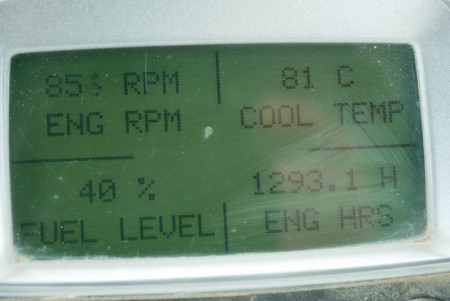 RPM
ENG RPM
81 C
COOL TEMP
40 %
FUEL LEVEL
1293.1 H
ENG HRS